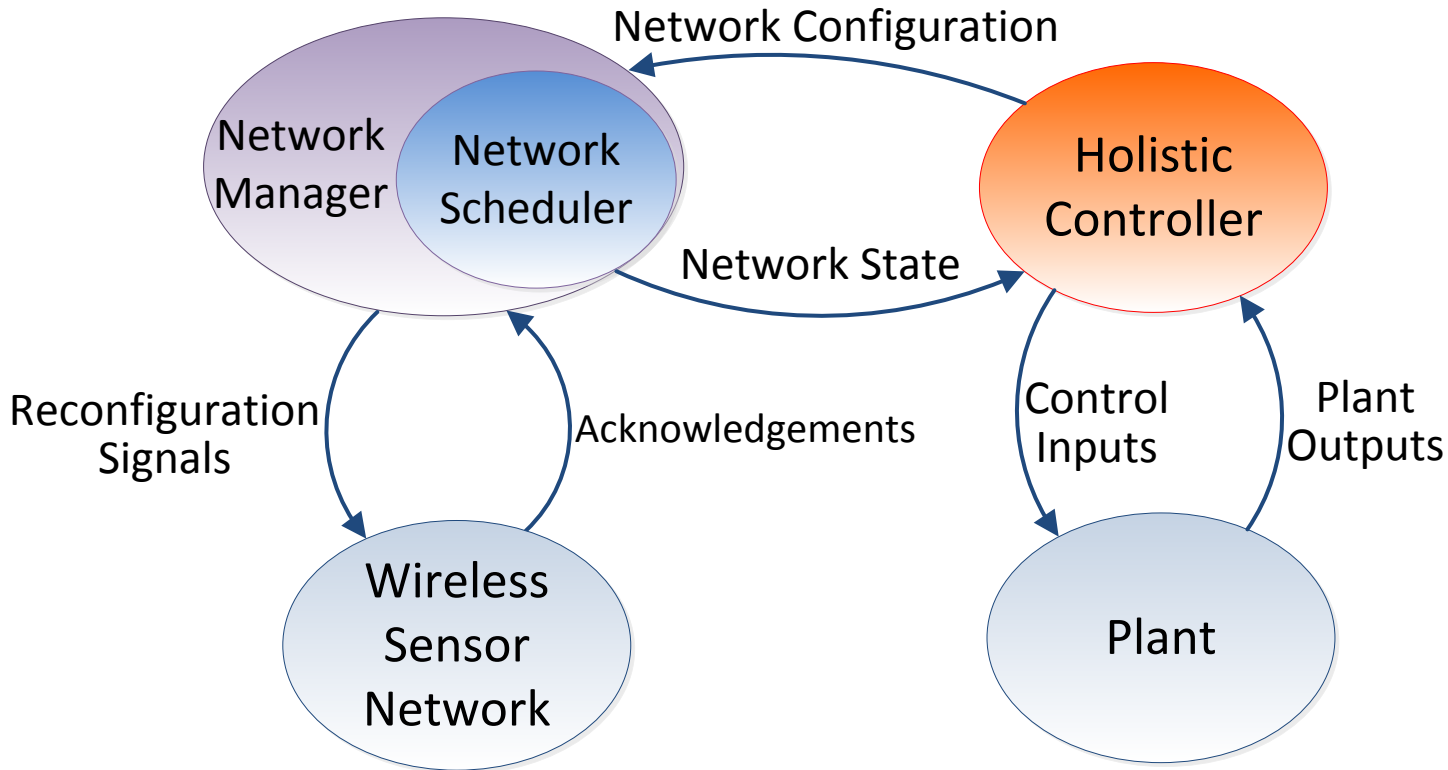 Network Configuration
Network
Manager
Network
Scheduler
Holistic
Controller
Network State
Reconfiguration
Signals
Acknowledgements
Control
Inputs
Plant
Outputs
Wireless
Sensor
Network
Plant